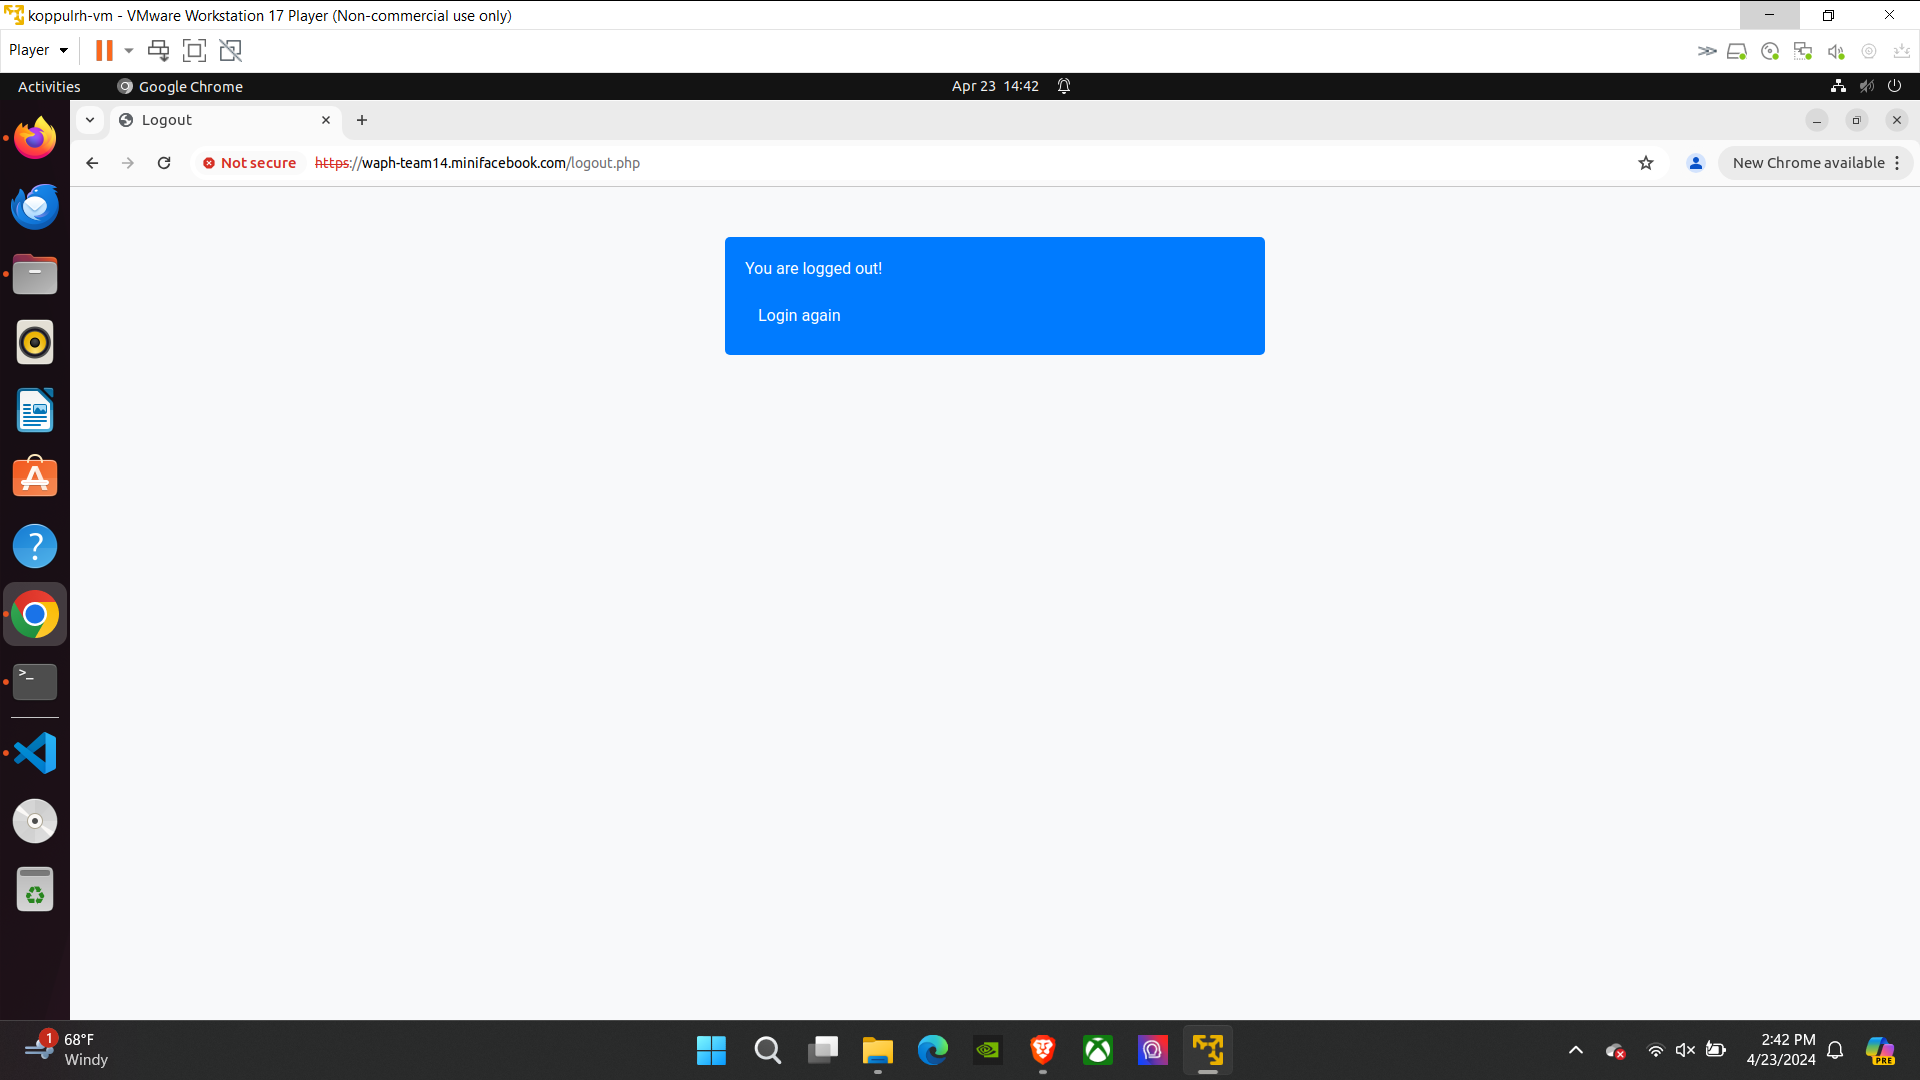 koppulrh-vm - VMware Workstation 17 Player (Non-commercial use only)
Player
Activities
Google Chrome
Apr 23 14:42
Logout
Not secure
https://waph-team14.minifacebook.com/logout.php
New Chrome available
You are logged out!
Login again
>_
1
68°F
Windy
2:42 PM
4/23/2024
PRE